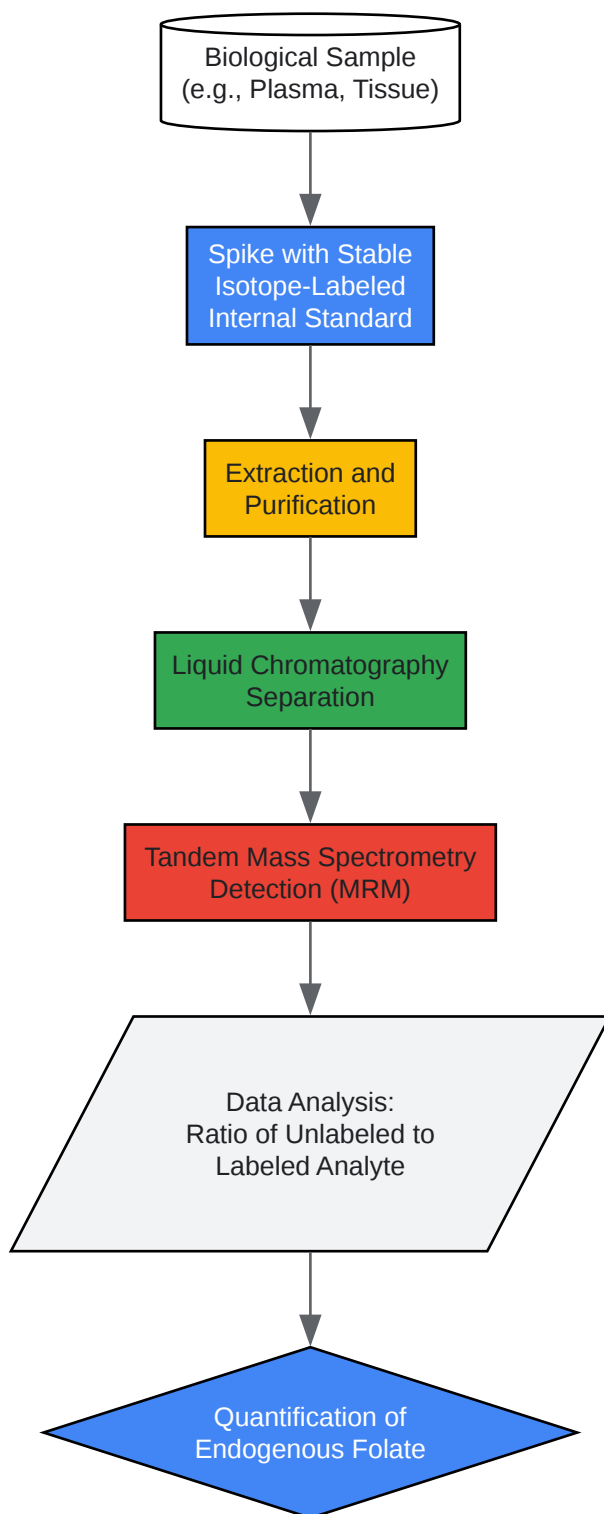 Biological Sample
(e.g., Plasma, Tissue)
Spike with Stable
Isotope-Labeled
Internal Standard
Extraction and
Purification
Liquid Chromatography
Separation
Tandem Mass Spectrometry
Detection (MRM)
Data Analysis:
Ratio of Unlabeled to
Labeled Analyte
Quantification of
Endogenous Folate